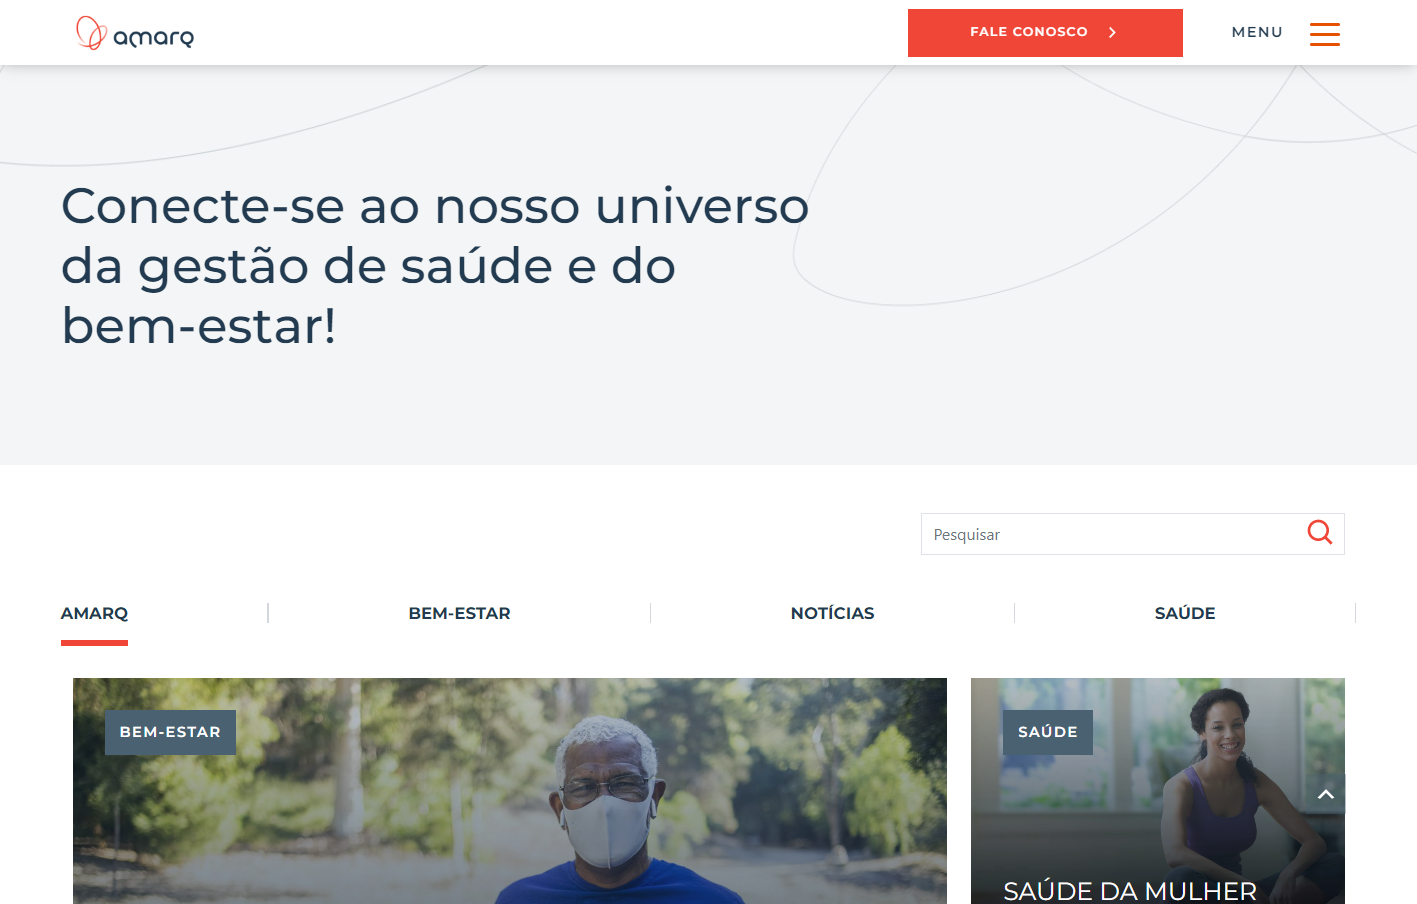 amarq
FALE CONOSCO
MENU
Conecte-se ao nosso universo
da gestão de saúde e do
bem-estar!
Pesquisar
AMARQ
BEM-ESTAR
NOTÍCIAS
SAÚDE
BEM-ESTAR
SAÚDE
SAÚDE DA MULHER